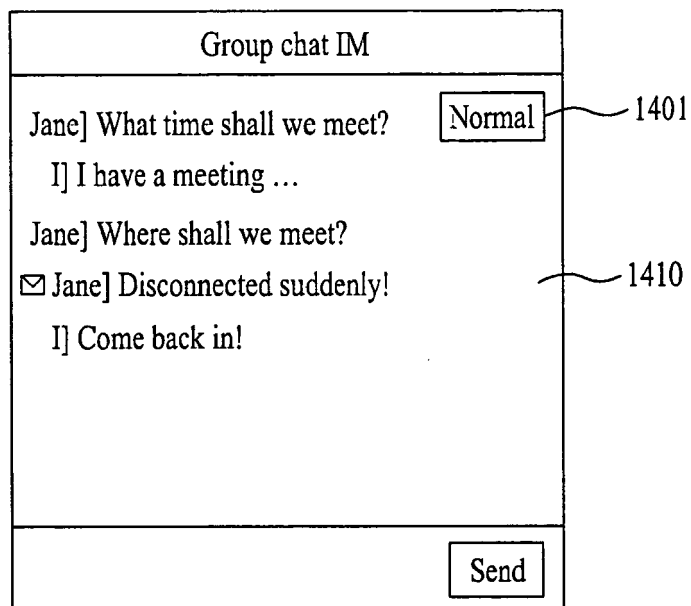 Group chat IM
Jane] What time shall we meet?
Normal
1401
I] I have a meeting ...
Jane] Where shall we meet?
Jane] Disconnected suddenly!
1410
I] Come back in!
Send